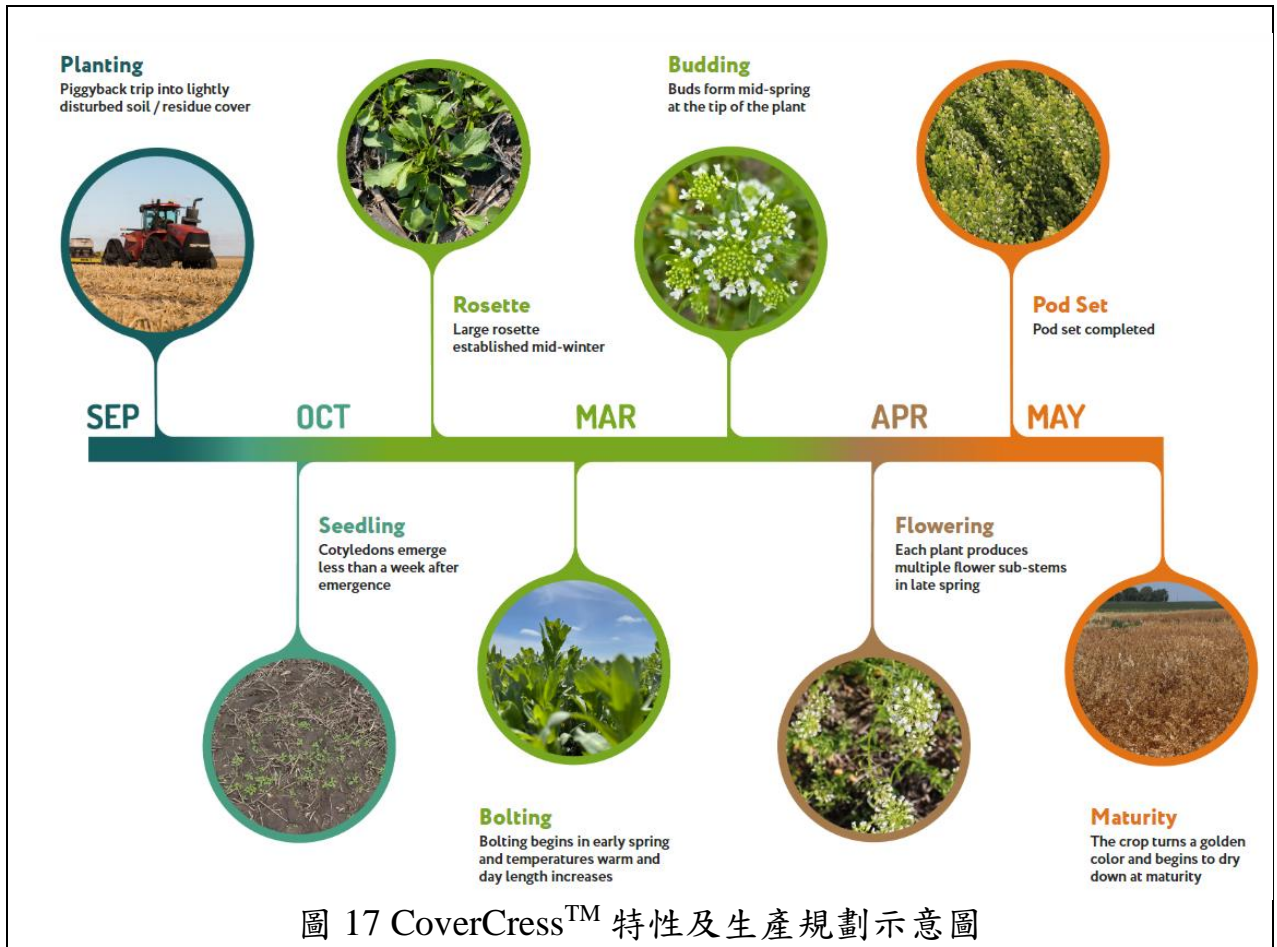 Planting
Piggyback trip into lightly
disturbed soil / residue cover
Budding
Buds form mid-spring
at the tip of the plant
Rosette
Large rosette
established mid-winter
Pod Set
Pod set completed
SEP
OCT
MAR
APR
MAY
Seedling
Cotyledons emerge
less than a week after
emergence
Flowering
Each plant produces
multiple flower sub-stems
in late spring
Bolting
Bolting begins in early spring
and temperatures warm and
day length increases
Maturity
The crop turns a golden
color and begins to dry
down at maturity
圖 17 CoverCress™ 特性及生產規劃示意圖